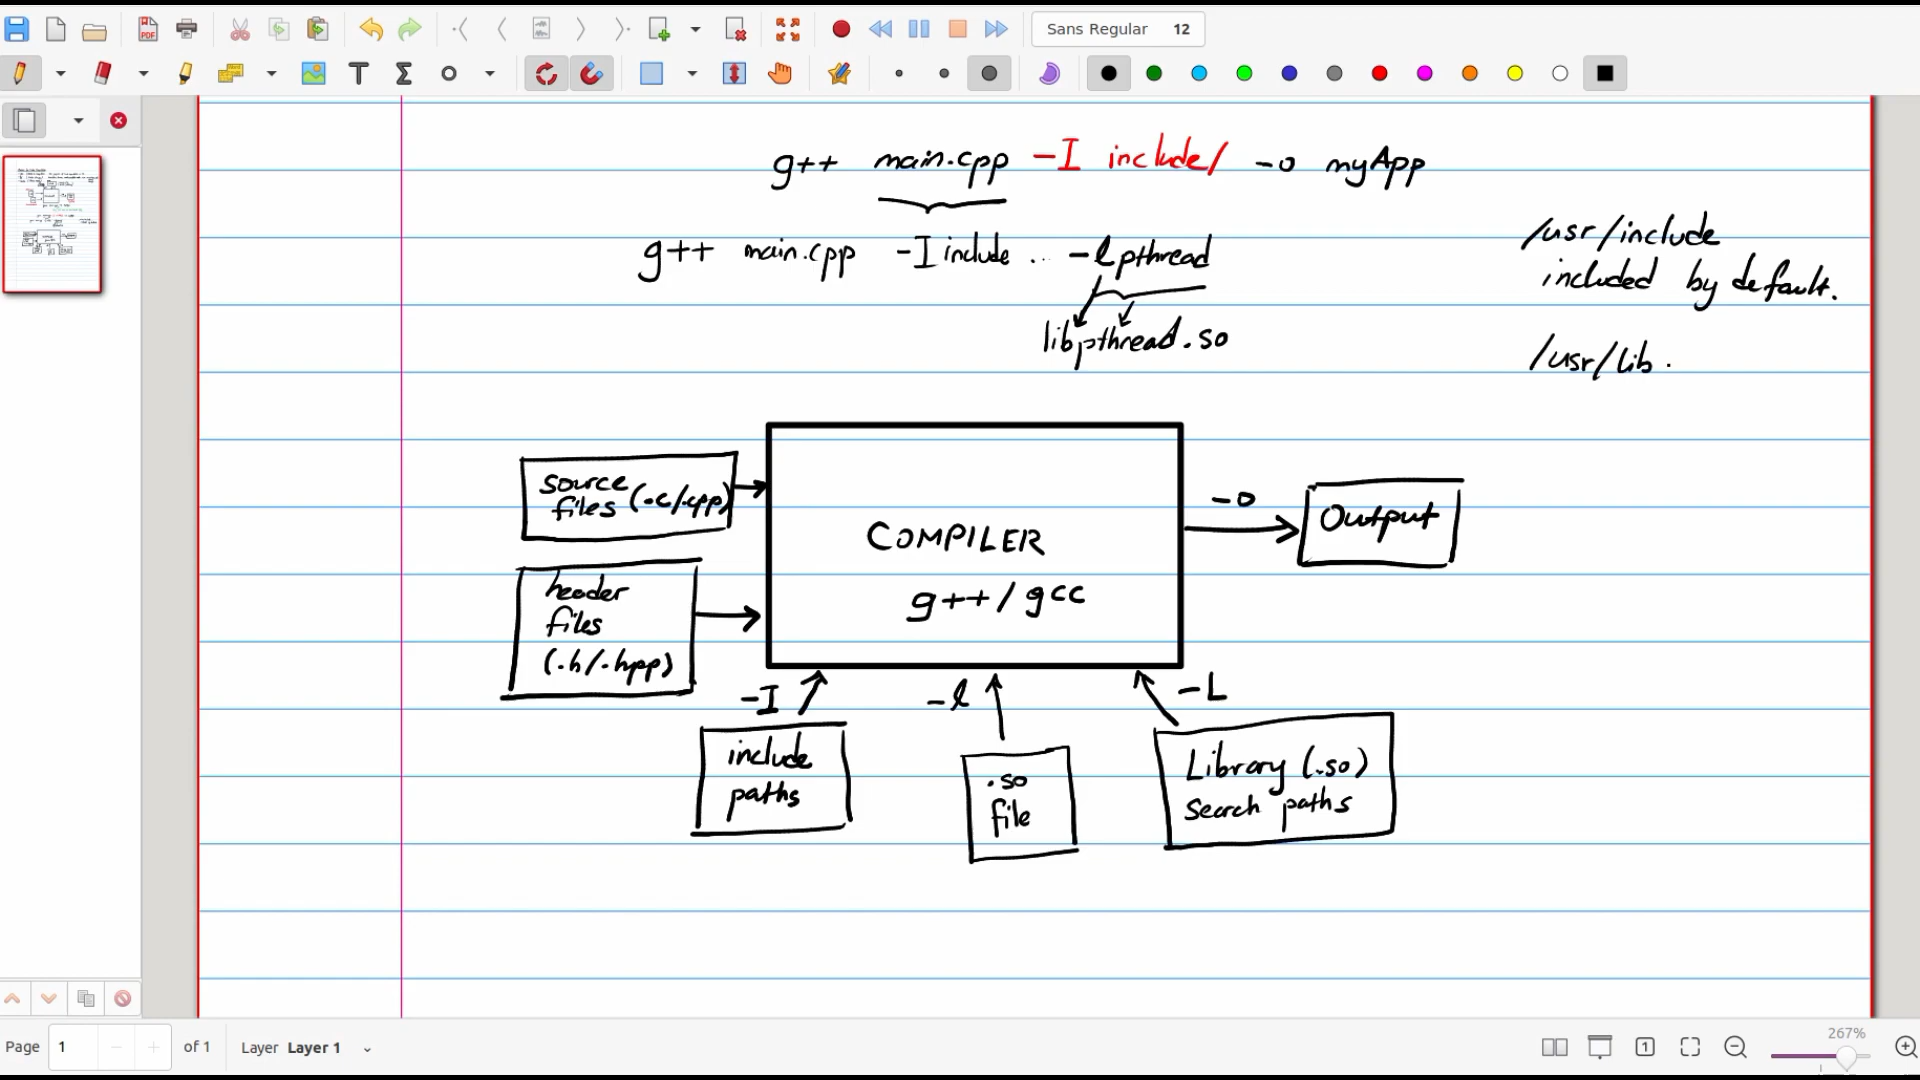 Sans Regular 12
g++ main.cpp -I include/ -o myApp
g++ main.cpp -I include .. -lpthread
libpthread.so
/usr/include
included by default.
/usr/lib .
source
files (.c/.cpp)
header
files
(.h/.hpp)
COMPILER
g++/gcc
-o
Output
-I
include
paths
-l
.so
file
-L
Library (.so)
Search paths
Page 1 of 1 Layer Layer 1
267%